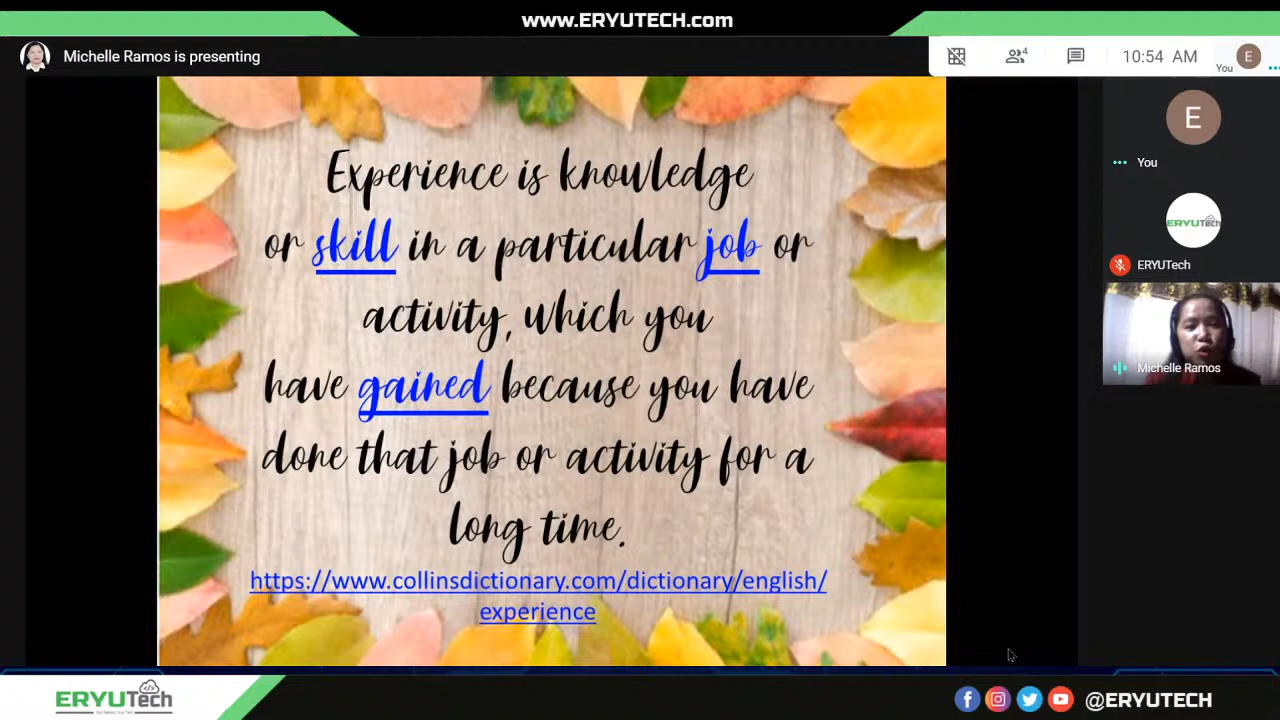 www.ERYUTECH.com
Michelle Ramos is presenting
4
10:54 AM
You
E
E
You
ERYUTech
ERYUTech
Michelle Ramos
Experience is knowledge
or skill in a particular job or
activity, which you
have gained because you have
done that job or activity for a
long time.
https://www.collinsdictionary.com/dictionary/english/
experience
ERYUTech
@ERYUTECH